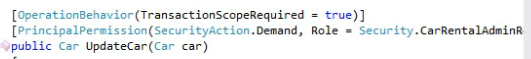 [OperationBehavior(TransactionScopeRequired = true)]
[PrincipalPermission(SecurityAction.Demand, Role = Security.CarRentalAdminR
public Car UpdateCar(Car car)